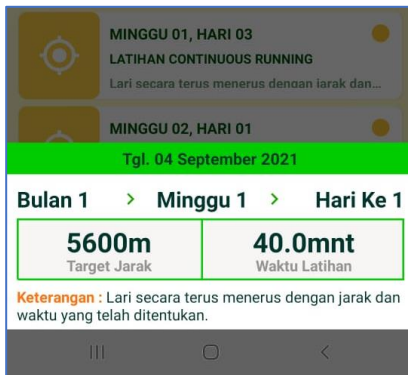 MINGGU 01, HARI 03
LATIHAN CONTINUOUS RUNNING
Lari secara terus menerus dengan jarak dan...
MINGGU 02, HARI 01
Tgl. 04 September 2021
Bulan 1 > Minggu 1 > Hari Ke 1
5600m 40.0mnt
Target Jarak Waktu Latihan
Keterangan : Lari secara terus menerus dengan jarak dan
waktu yang telah ditentukan.